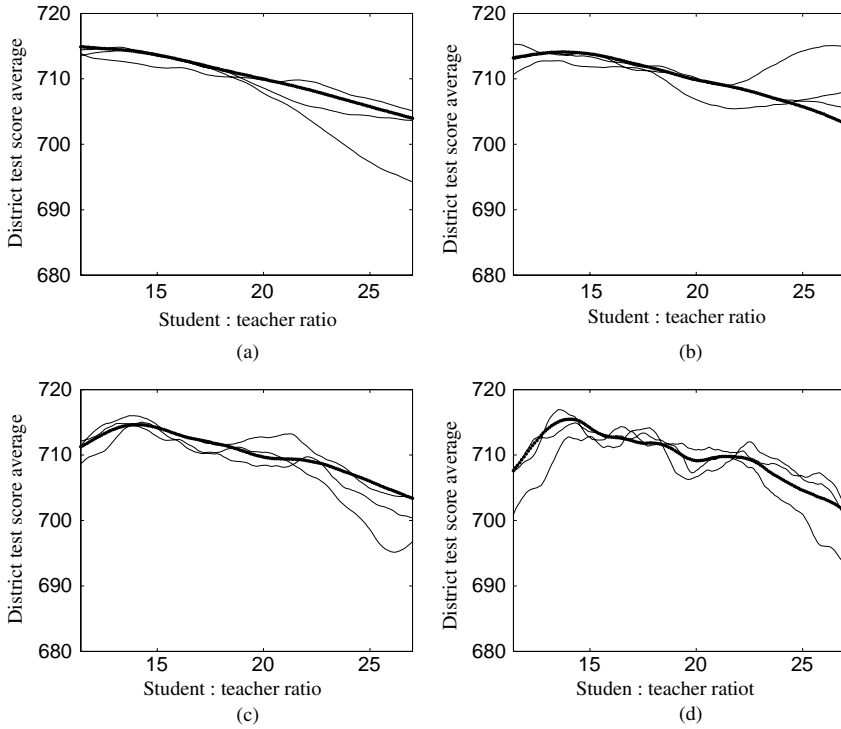 720
710
700
690
680
District test score average
15
20
25
Student : teacher ratio
(a)
720
710
700
690
680
District test score average
15
20
25
Student : teacher ratio
(b)
720
710
700
690
680
District test score average
15
20
25
Student : teacher ratio
(c)
720
710
700
690
680
District test score average
15
20
25
Studen : teacher ratiot
(d)